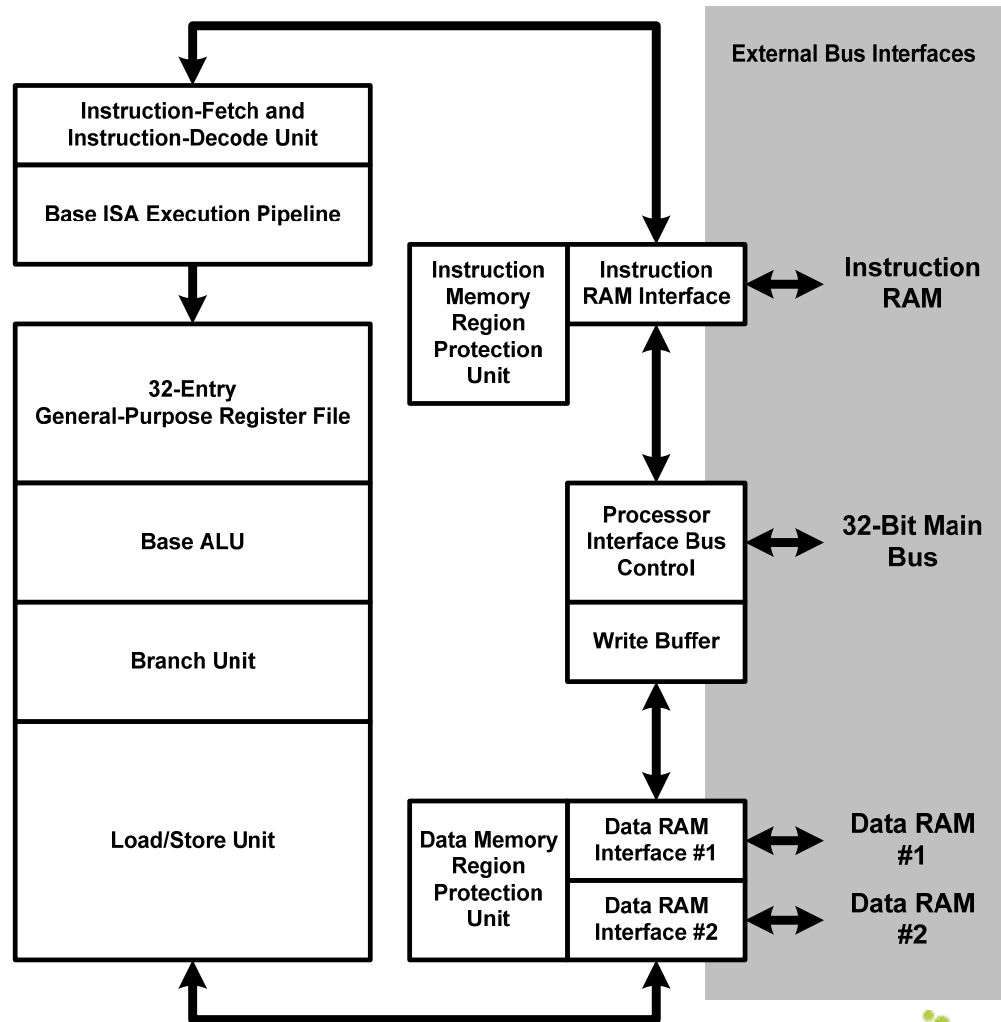 External Bus Interfaces
Instruction-Fetch and
Instruction-Decode Unit
Base ISA Execution Pipeline
32-Entry
General-Purpose Register File
Base ALU
Branch Unit
Load/Store Unit
Instruction
Memory
Region
Protection
Unit
Instruction
RAM Interface
Instruction
RAM
Processor
Interface Bus
Control
32-Bit Main
Bus
Write Buffer
Data Memory
Region
Protection
Unit
Data RAM
Interface #1
Data RAM
#1
Data RAM
Interface #2
Data RAM
#2